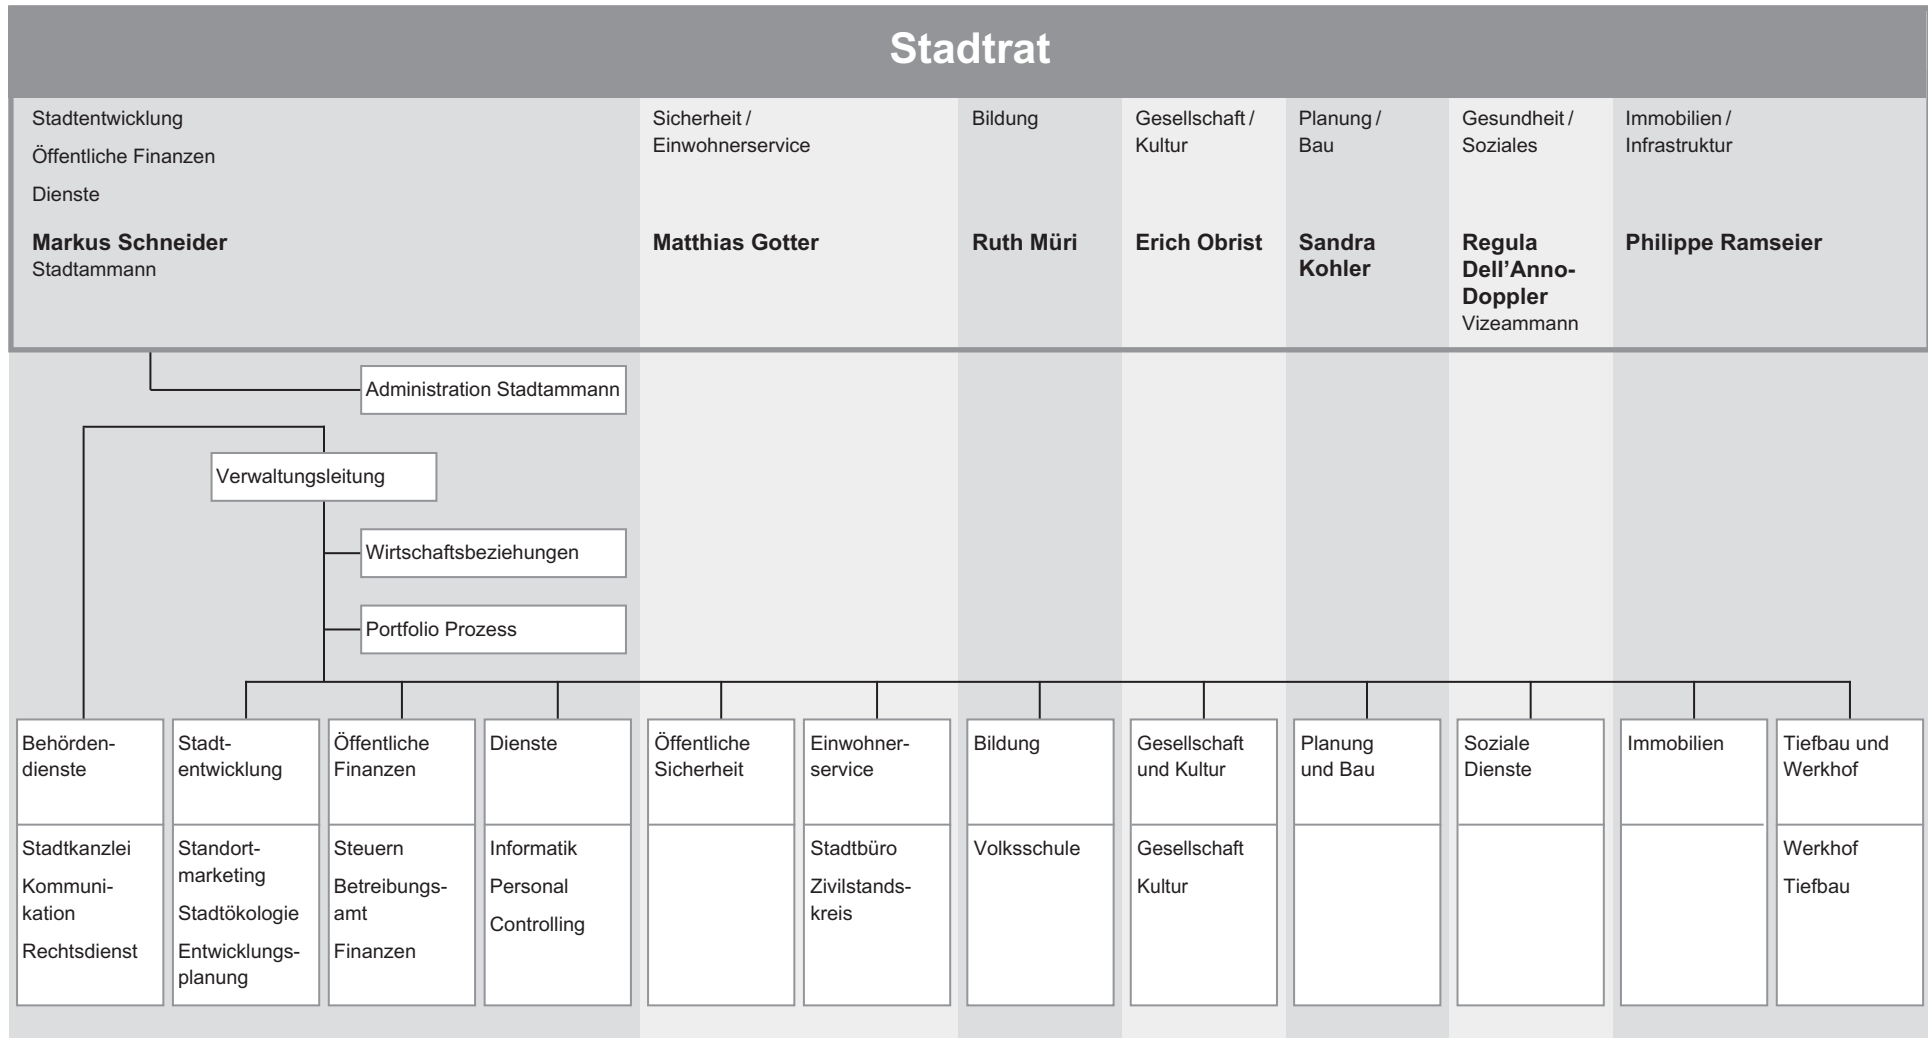 Stadtrat
Stadtentwicklung
Öffentliche Finanzen
Dienste
Markus Schneider
Stadtammann
Sicherheit /
Einwohnerservice
Matthias Gotter
Bildung
Ruth Müri
Gesellschaft /
Kultur
Erich Obrist
Planung /
Bau
Sandra
Kohler
Gesundheit /
Soziales
Regula
Dell’Anno-
Doppler
Vizeammann
Immobilien /
Infrastruktur
Philippe Ramseier
Administration Stadtammann
Verwaltungsleitung
Wirtschaftsbeziehungen
Portfolio Prozess
Behörden-
dienste
Stadtkanzlei
Kommuni-
kation
Rechtsdienst
Stadt-
entwicklung
Standort-
marketing
Stadtökologie
Entwicklungs-
planung
Öffentliche
Finanzen
Steuern
Betreibungs-
amt
Finanzen
Dienste
Informatik
Personal
Controlling
Öffentliche
Sicherheit
Einwohner-
service
Stadtbüro
Zivilstands-
kreis
Bildung
Volksschule
Gesellschaft
und Kultur
Gesellschaft
Kultur
Planung
und Bau
Soziale
Dienste
Immobilien
Tiefbau und
Werkhof
Werkhof
Tiefbau